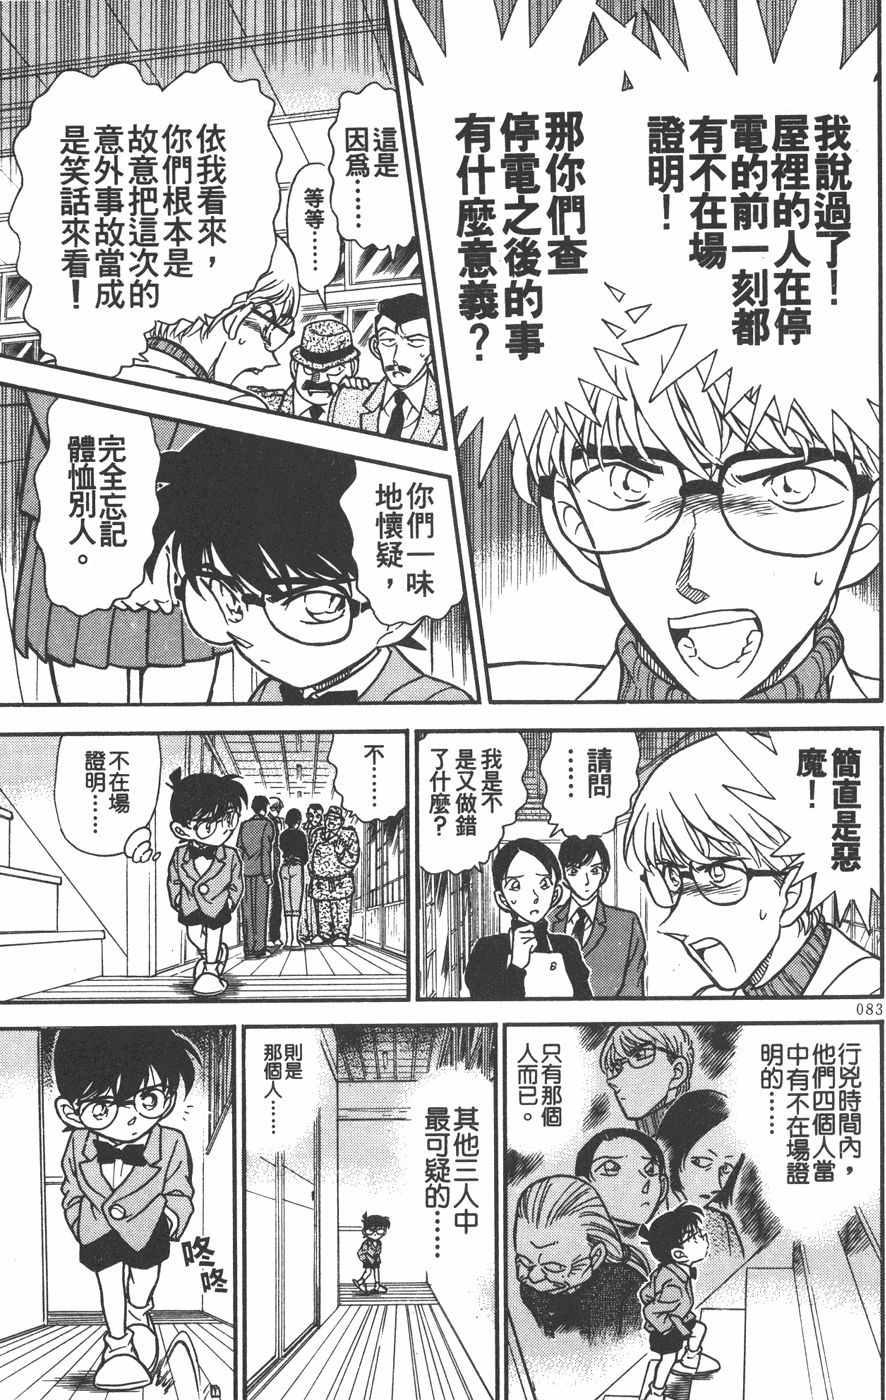 我說過了！
屋裡的人在停
電的前一刻都
有不在場
證明！
那你們查
停電之後的事
有什麼意義？
這是
因為……
等等……
依我看來，
你們根本是
故意把這次的
意外事故當成
是笑話來看！
你們一味
地懷疑，
完全忘記
體恤別人。
簡直是惡
魔！
請問
……
我是不
是又做錯
了什麼？
不……
不在場
證明……
083
行兇時間內，
他們四個人當
中有不在場證
明的……
只有那個
人而已。
其他三人中
最可疑的……
則是
那個人……
咚
咚